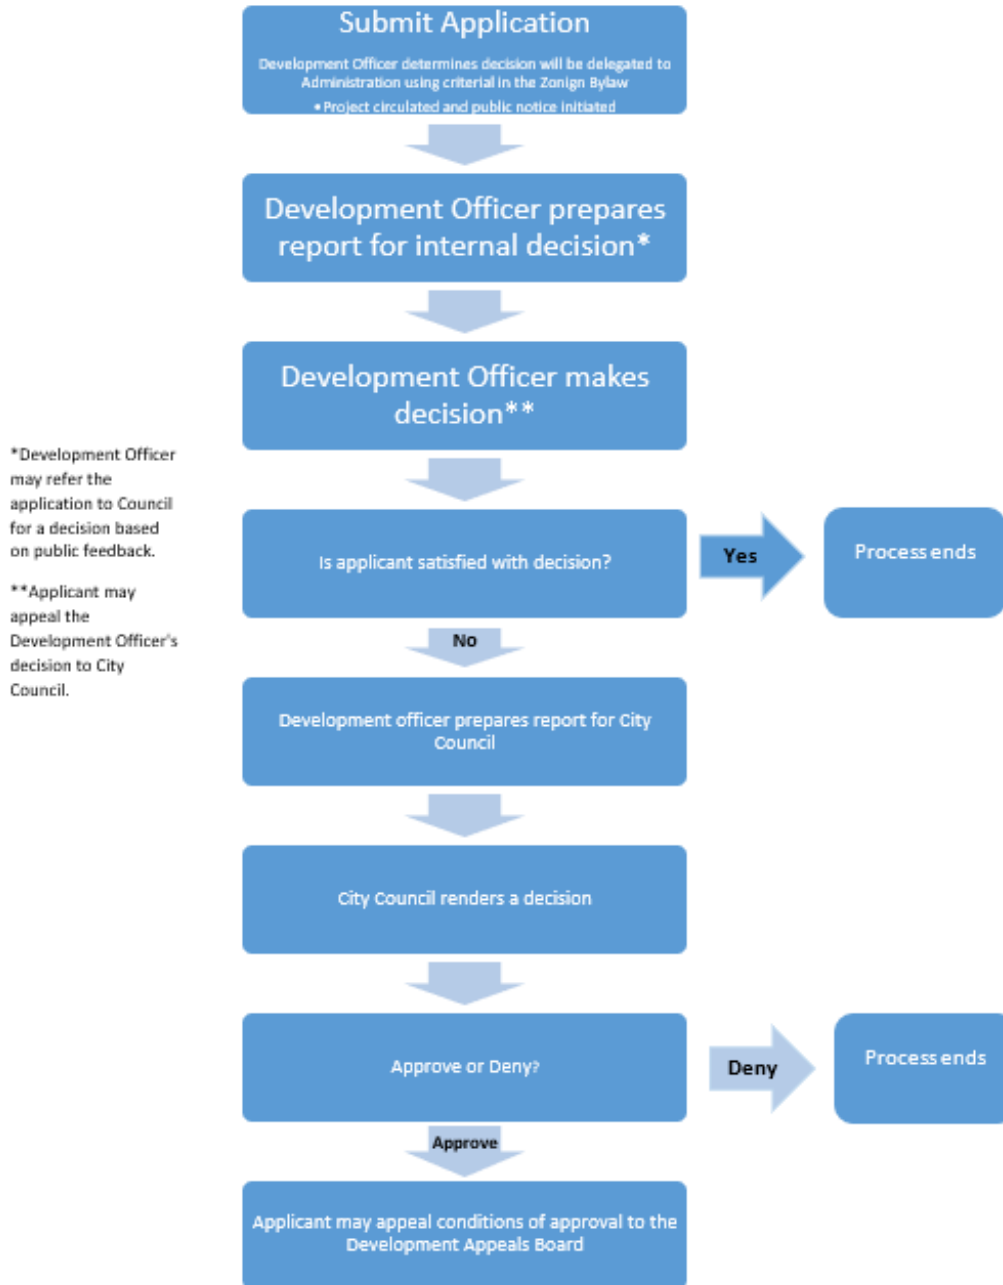 Submit Application
Development Officer determines decision will be delegated to
Administration using criterial in the Zonign Bylaw
•Project circulated and public notice initiated
Development Officer prepares
report for internal decision*
Development Officer makes
decision**
*Development Officer
may refer the
application to Council
for a decision based
on public feedback.
**Applicant may
appeal the
Development Officer's
decision to City
Council.
Is applicant satisfied with decision?
Yes
Process ends
No
Development officer prepares report for City
Council
City Council renders a decision
Approve or Deny?
Deny
Process ends
Approve
Applicant may appeal conditions of approval to the
Development Appeals Board